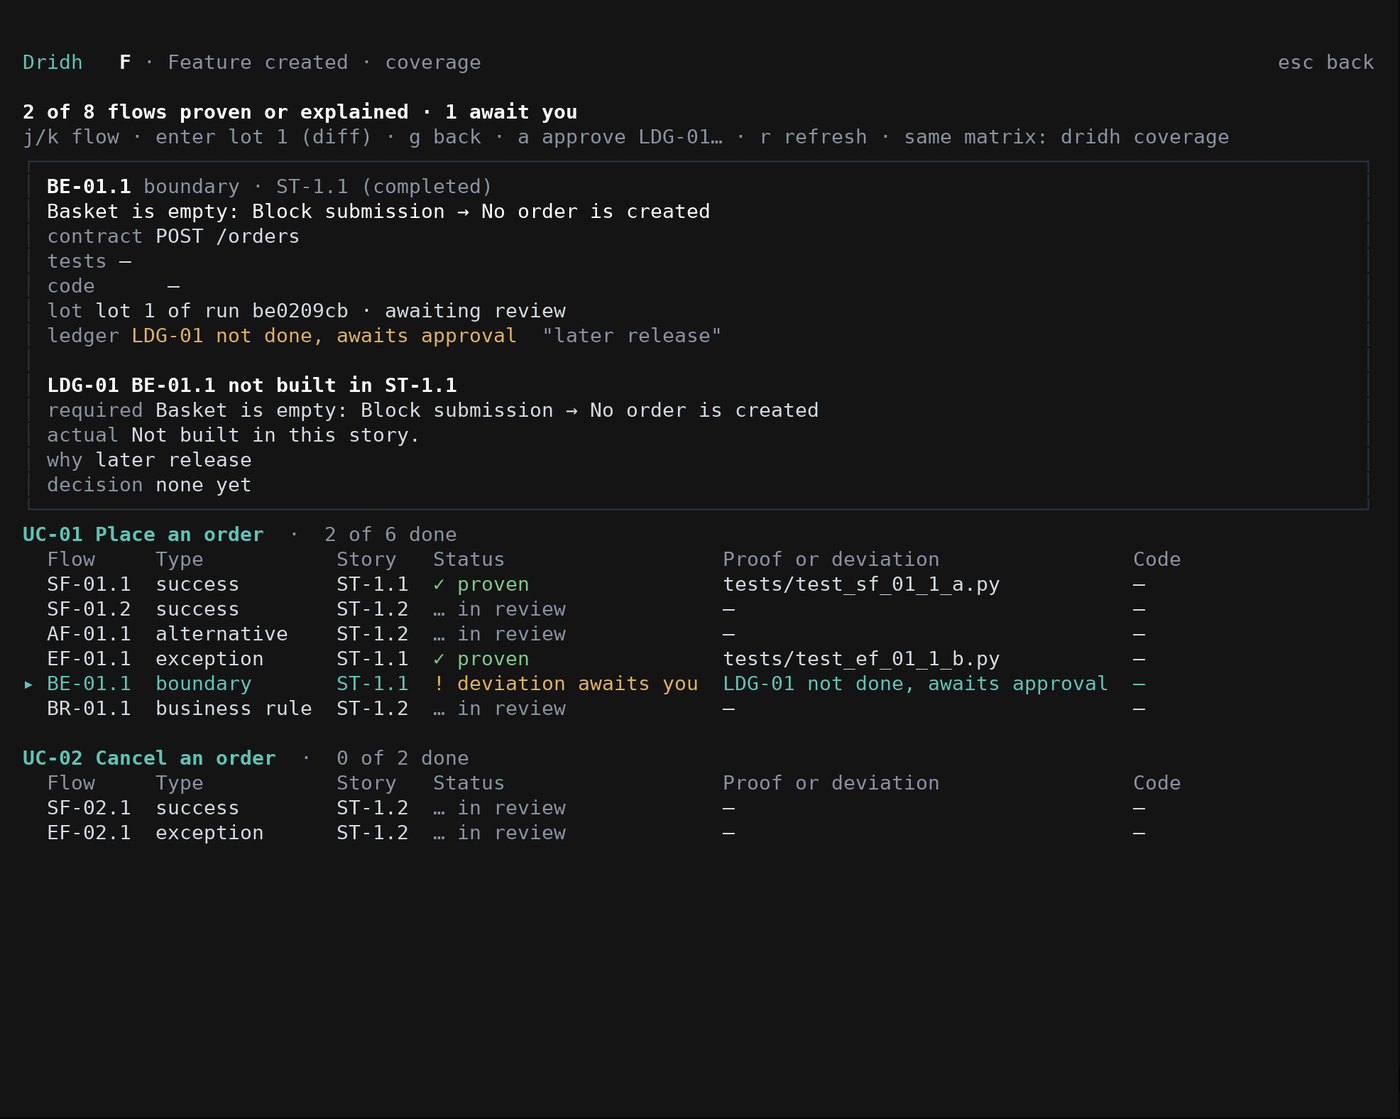 Dridh   F · Feature created · coverage   esc back
2 of 8 flows proven or explained · 1 await you
j/k flow · enter lot 1 (diff) · g back · a approve LDG-01… · r refresh · same matrix: dridh coverage
BE-01.1 boundary · ST-1.1 (completed)
Basket is empty: Block submission → No order is created
contract POST /orders
tests —
code      —
lot lot 1 of run be0209cb · awaiting review
ledger LDG-01 not done, awaits approval  "later release"
LDG-01 BE-01.1 not built in ST-1.1
required Basket is empty: Block submission → No order is created
actual Not built in this story.
why later release
decision none yet
UC-01 Place an order  ·  2 of 6 done
Flow     Type           Story   Status                  Proof or deviation                Code
SF-01.1  success        ST-1.1  ✓ proven                tests/test_sf_01_1_a.py           —
SF-01.2  success        ST-1.2  … in review             —                                 —
AF-01.1  alternative    ST-1.2  … in review             —                                 —
EF-01.1  exception      ST-1.1  ✓ proven                tests/test_ef_01_1_b.py           —
▸ BE-01.1  boundary       ST-1.1  ! deviation awaits you  LDG-01 not done, awaits approval  —
BR-01.1  business rule  ST-1.2  … in review             —                                 —
UC-02 Cancel an order  ·  0 of 2 done
Flow     Type           Story   Status                  Proof or deviation                Code
SF-02.1  success        ST-1.2  … in review             —                                 —
EF-02.1  exception      ST-1.2  … in review             —                                 —